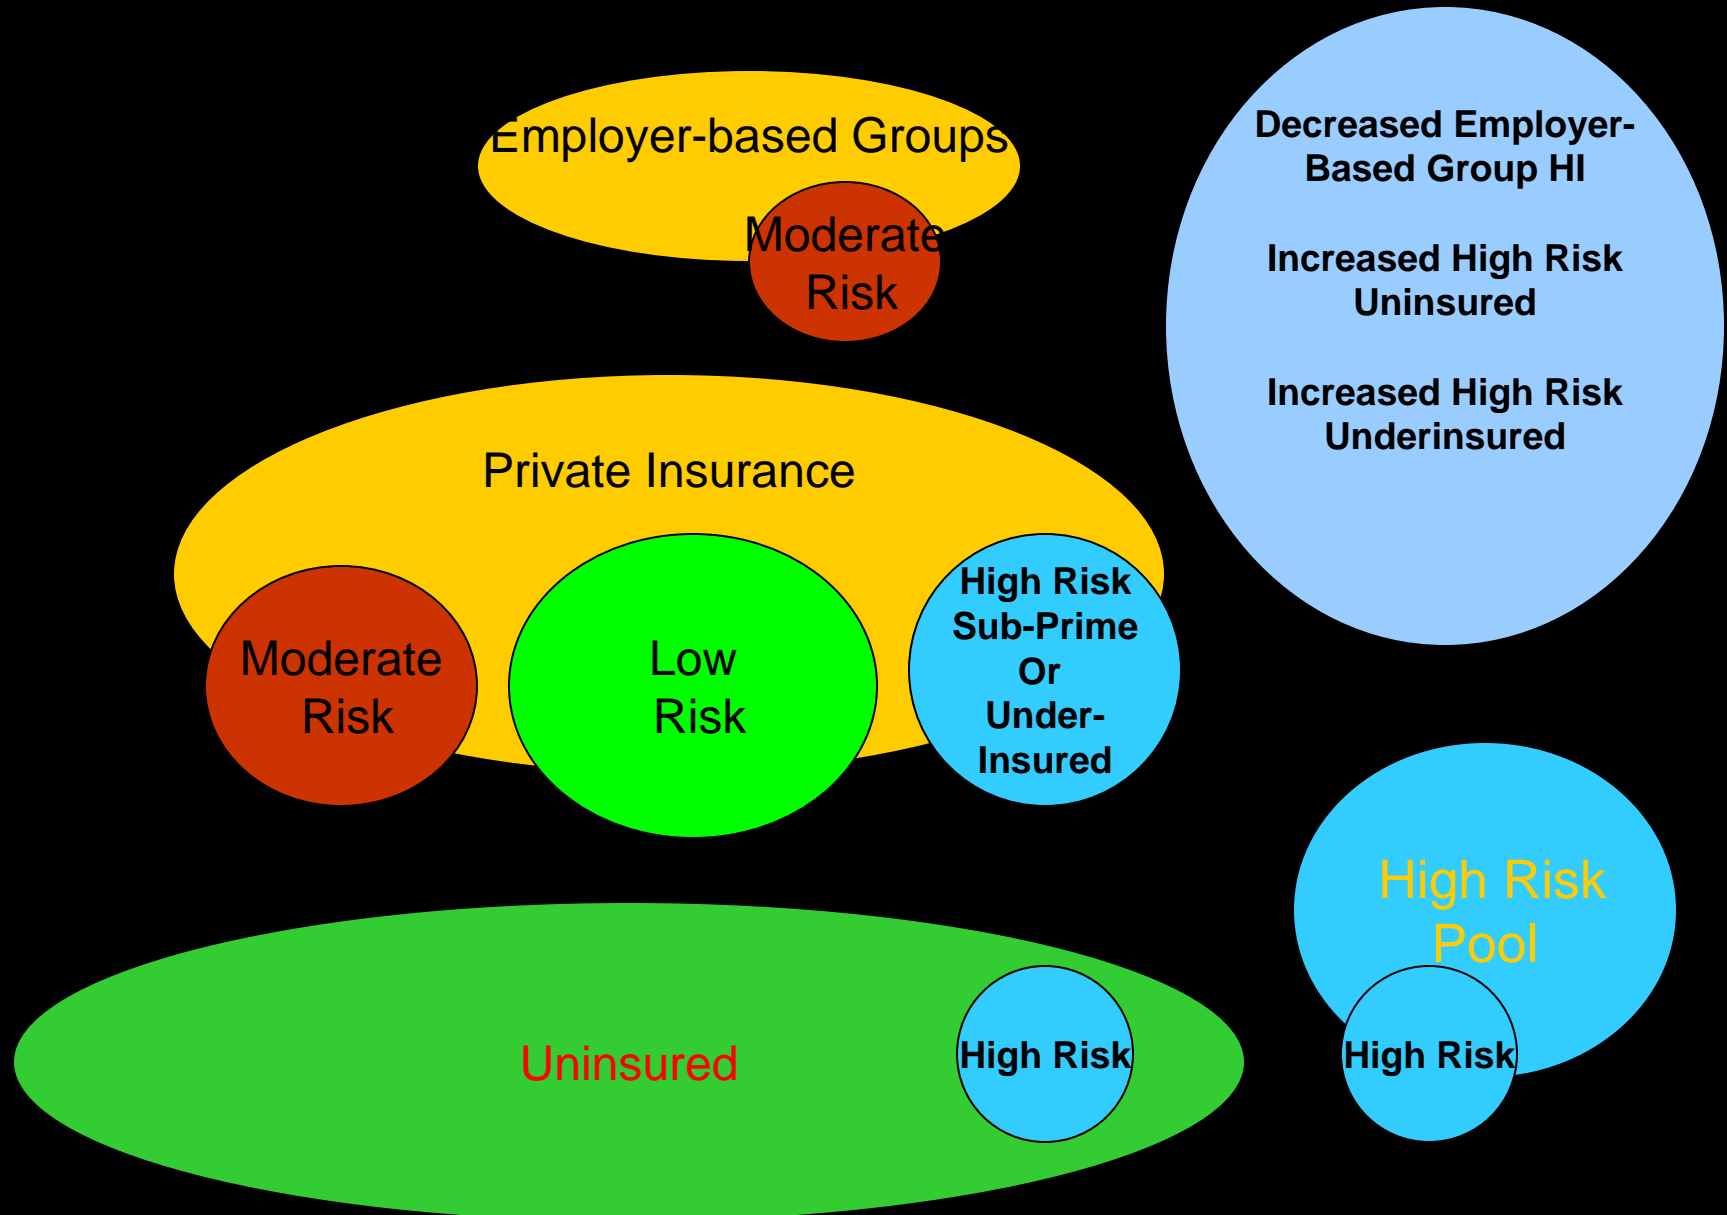 Employer-based Groups
Moderate
Risk
Decreased Employer-
Based Group HI
Increased High Risk
Uninsured
Increased High Risk
Underinsured
Private Insurance
Moderate
Risk
Low
Risk
High Risk
Sub-Prime
Or
Under-
Insured
High Risk
Pool
Uninsured
High Risk
High Risk